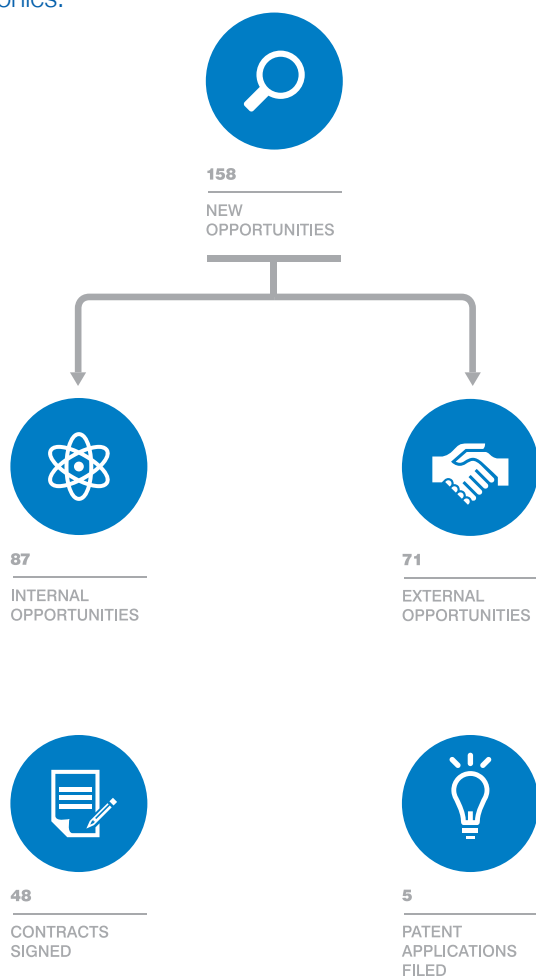 158
NEW
OPPORTUNITIES
87
INTERNAL
OPPORTUNITIES
71
EXTERNAL
OPPORTUNITIES
48
CONTRACTS
SIGNED
5
PATENT
APPLICATIONS
FILED